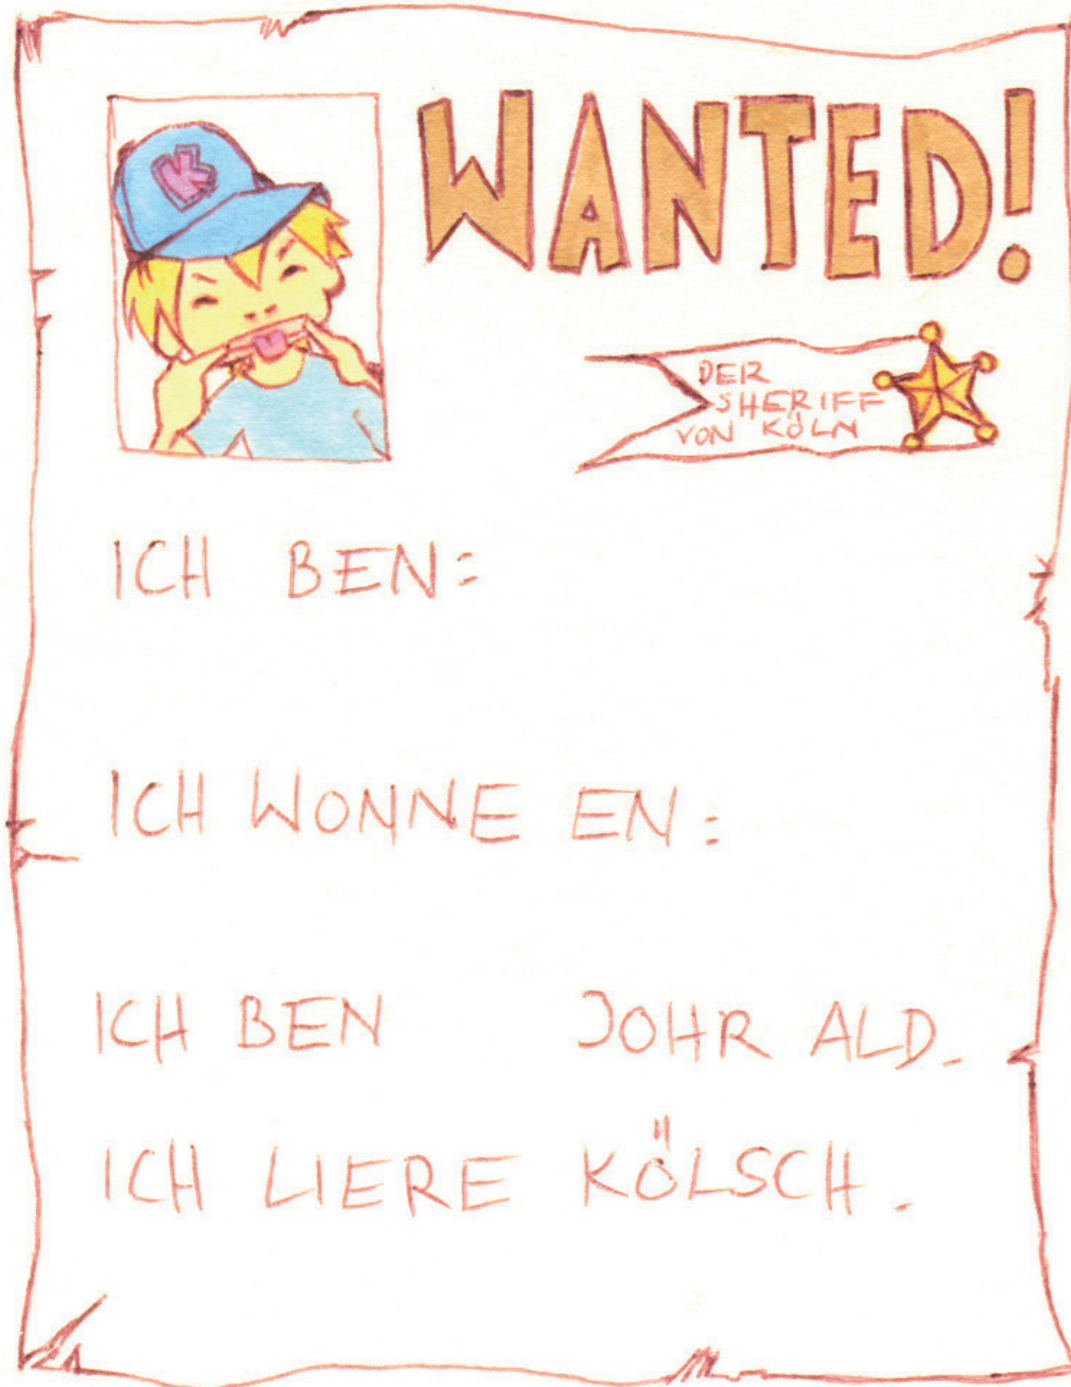 WANTED!
DER
SHERIFF
VON KÖLN
ICH BEN:
ICH WONNE EN:
ICH BEN JOHR ALD.
ICH LIERE KÖLSCH.